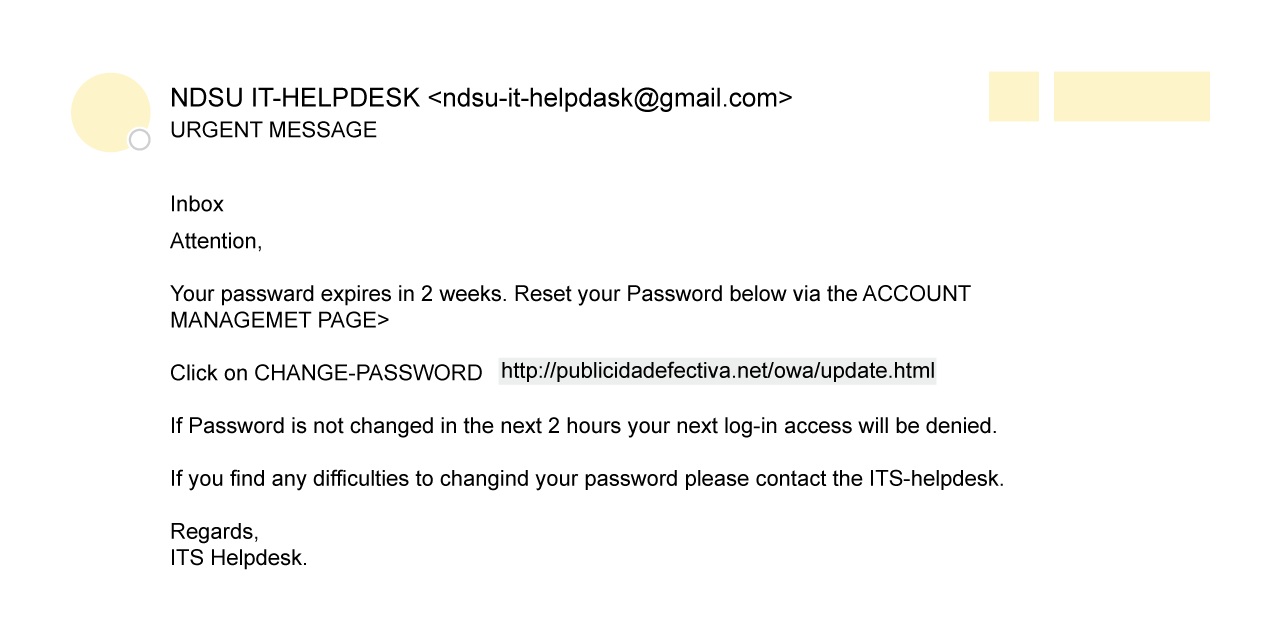 NDSU IT-HELPDESK <ndsu-it-helpdask@gmail.com>
URGENT MESSAGE
Inbox
Attention,
Your passward expires in 2 weeks. Reset your Password below via the ACCOUNT
MANAGEMET PAGE>
Click on CHANGE-PASSWORD http://publicidadefectiva.net/owa/update.html
If Password is not changed in the next 2 hours your next log-in access will be denied.
If you find any difficulties to changind your password please contact the ITS-helpdesk.
Regards,
ITS Helpdesk.